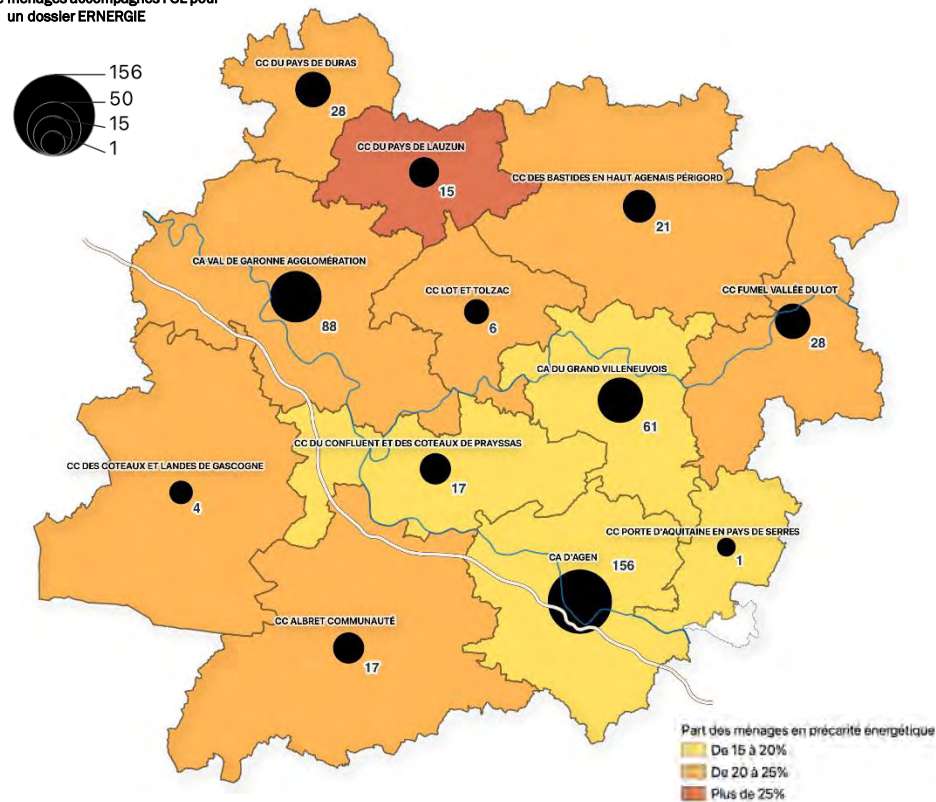 ménages accompagnés FSL pour
un dossier ERNERGIE
156
50
15
1
CC DU PAYS DE DURAS
28
CC DU PAYS DE LAUZUN
15
CC DES BASTIDES EN HAUT AGENAIS PÉRIGORD
21
CA VAL DE GARONNE AGGLOMÉRATION
88
CC LOT ET TOLZAC
6
CC FUMEL VALLÉE DU LOT
28
CA DU GRAND VILLENEUVOIS
61
CC DU CONFLUENT ET DES COTEAUX DE PRAYSSAS
17
CC DES COTEAUX ET LANDES DE GASCOGNE
4
CC PORTE D'AQUITAINE EN PAYS DE SERRES
1
CA D'AGEN
156
CC ALBRET COMMUNAUTÉ
17
Part des ménages en précarité énergétique
De 15 à 20%
De 20 à 25%
Plus de 25%